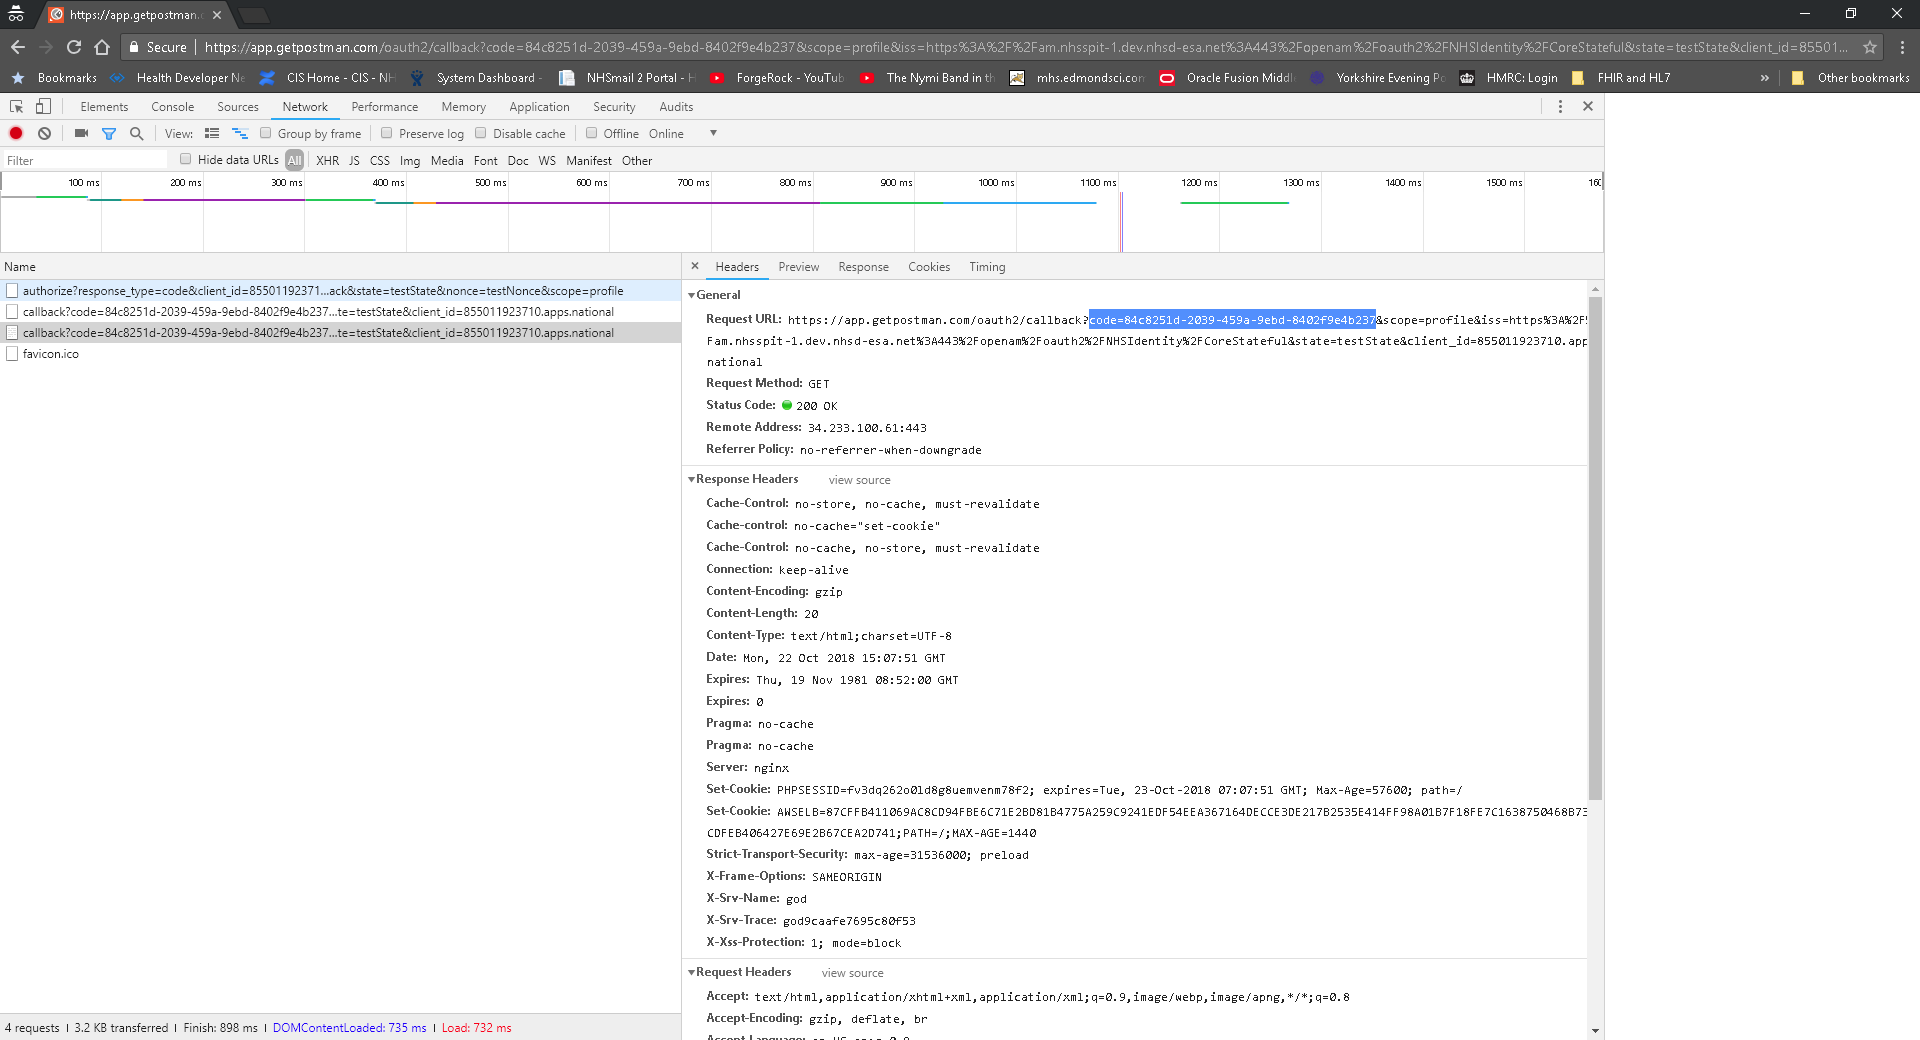 https://app.getpostman.c
Secure
https://app.getpostman.com/oauth2/callback?code=84c8251d-2039-459a-9ebd-8402f9e4b237&scope=profile&iss=https%3A%2F%2Fam.nhsspit-1.dev.nhsd-esa.net%3A443%2Fopenam%2Foauth2%2FNHSIdentity%2FCoreStateful&state=testState&client_id=85501...
Bookmarks
Health Developer Ne
CIS Home - CIS - NH
System Dashboard -
NHSmail 2 Portal - H
ForgeRock - YouTub
The Nymi Band in th
mhs.edmondsci.com
Oracle Fusion Middl
Yorkshire Evening Po
HMRC: Login
FHIR and HL7
»
Other bookmarks
Elements Console Sources Network Performance Memory Application Security Audits
View: Group by frame Preserve log Disable cache Offline Online
Filter Hide data URLs All XHR JS CSS Img Media Font Doc WS Manifest Other
100 ms 200 ms 300 ms 400 ms 500 ms 600 ms 700 ms 800 ms 900 ms 1000 ms 1100 ms 1200 ms 1300 ms 1400 ms 1500 ms 160
Name
authorize?response_type=code&client_id=85501192371...ack&state=testState&nonce=testNonce&scope=profile
callback?code=84c8251d-2039-459a-9ebd-8402f9e4b237...te=testState&client_id=855011923710.apps.national
callback?code=84c8251d-2039-459a-9ebd-8402f9e4b237...te=testState&client_id=855011923710.apps.national
favicon.ico
Headers Preview Response Cookies Timing
General
Request URL: https://app.getpostman.com/oauth2/callback?code=84c8251d-2039-459a-9ebd-8402f9e4b237&scope=profile&iss=https%3A%2F%
Fam.nhsspit-1.dev.nhsd-esa.net%3A443%2Fopenam%2Foauth2%2FNHSIdentity%2FCoreStateful&state=testState&client_id=855011923710.app
national
Request Method: GET
Status Code: 200 OK
Remote Address: 34.233.100.61:443
Referrer Policy: no-referrer-when-downgrade
Response Headers view source
Cache-Control: no-store, no-cache, must-revalidate
Cache-control: no-cache="set-cookie"
Cache-Control: no-cache, no-store, must-revalidate
Connection: keep-alive
Content-Encoding: gzip
Content-Length: 20
Content-Type: text/html;charset=UTF-8
Date: Mon, 22 Oct 2018 15:07:51 GMT
Expires: Thu, 19 Nov 1981 08:52:00 GMT
Expires: 0
Pragma: no-cache
Pragma: no-cache
Server: nginx
Set-Cookie: PHPSESSID=fv3dq262o0ld8g8uemvenm78f2; expires=Tue, 23-Oct-2018 07:07:51 GMT; Max-Age=57600; path=/
Set-Cookie: AWSELB=87CFFB411069AC8CD94FBE6C71E2BD81B4775A259C9241EDF54EEA367164DECCE3DE217B2535E414FF98A01B7F18FE7C1638750468B73
CDFEB406427E69E2B67CEA2D741;PATH=/;MAX-AGE=1440
Strict-Transport-Security: max-age=31536000; preload
X-Frame-Options: SAMEORIGIN
X-Srv-Name: god
X-Srv-Trace: god9caafe7695c80f53
X-Xss-Protection: 1; mode=block
Request Headers view source
Accept: text/html,application/xhtml+xml,application/xml;q=0.9,image/webp,image/apng,*/*;q=0.8
Accept-Encoding: gzip, deflate, br
4 requests | 3.2 KB transferred | Finish: 898 ms | DOMContentLoaded: 735 ms | Load: 732 ms